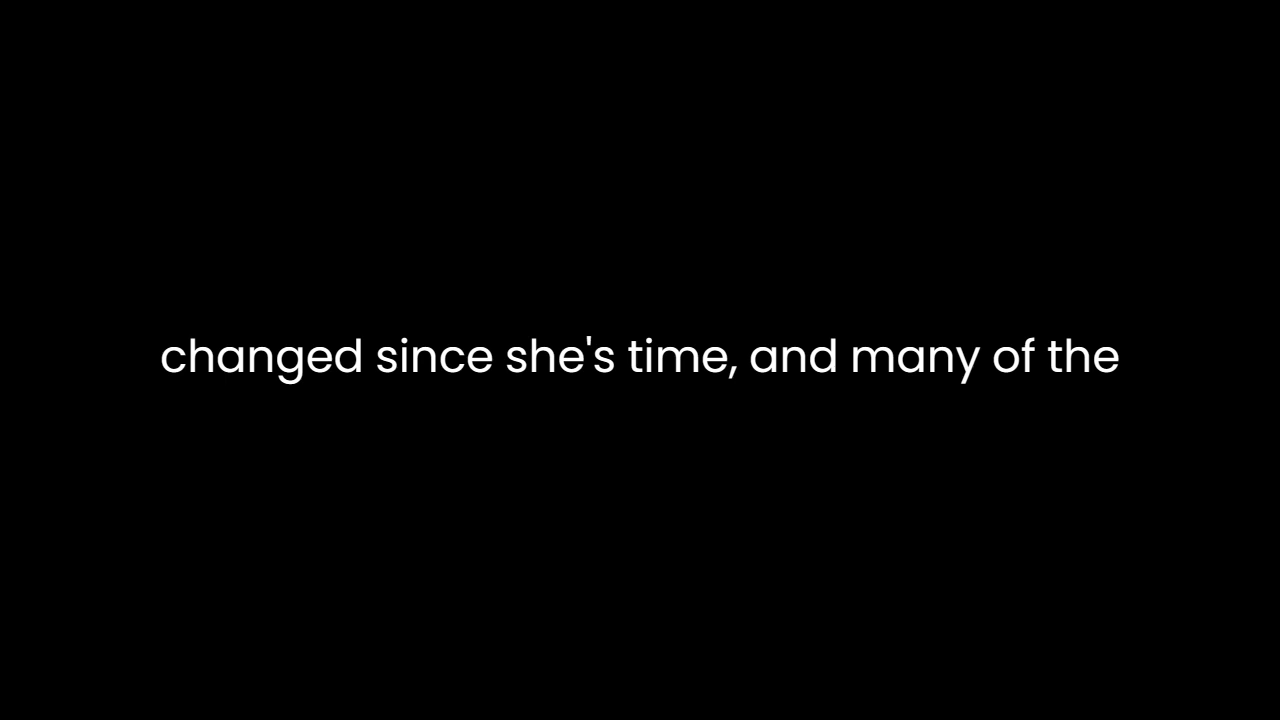 changed since she's time, and many of the